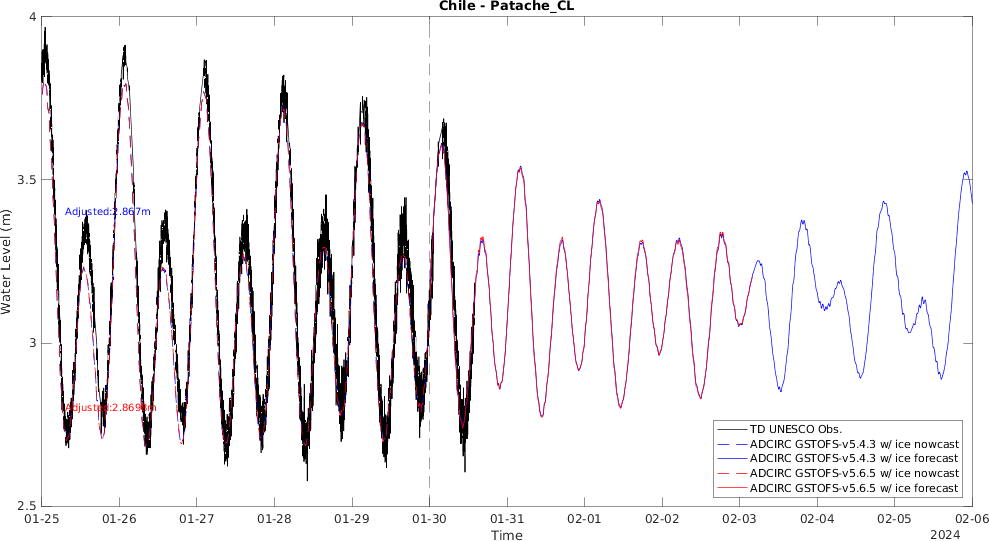 Chile - Patache_CL
4
3.5
3
2.5
Water Level (m)
Adjusted:2.867m
Adjusted:2.869m
TD UNESCO Obs.
ADCIRC GSTOFS-v5.4.3 w/ ice nowcast
ADCIRC GSTOFS-v5.4.3 w/ ice forecast
ADCIRC GSTOFS-v5.6.5 w/ ice nowcast
ADCIRC GSTOFS-v5.6.5 w/ ice forecast
01-25 01-26 01-27 01-28 01-29 01-30 01-31 02-01 02-02 02-03 02-04 02-05 02-06
Time
2024